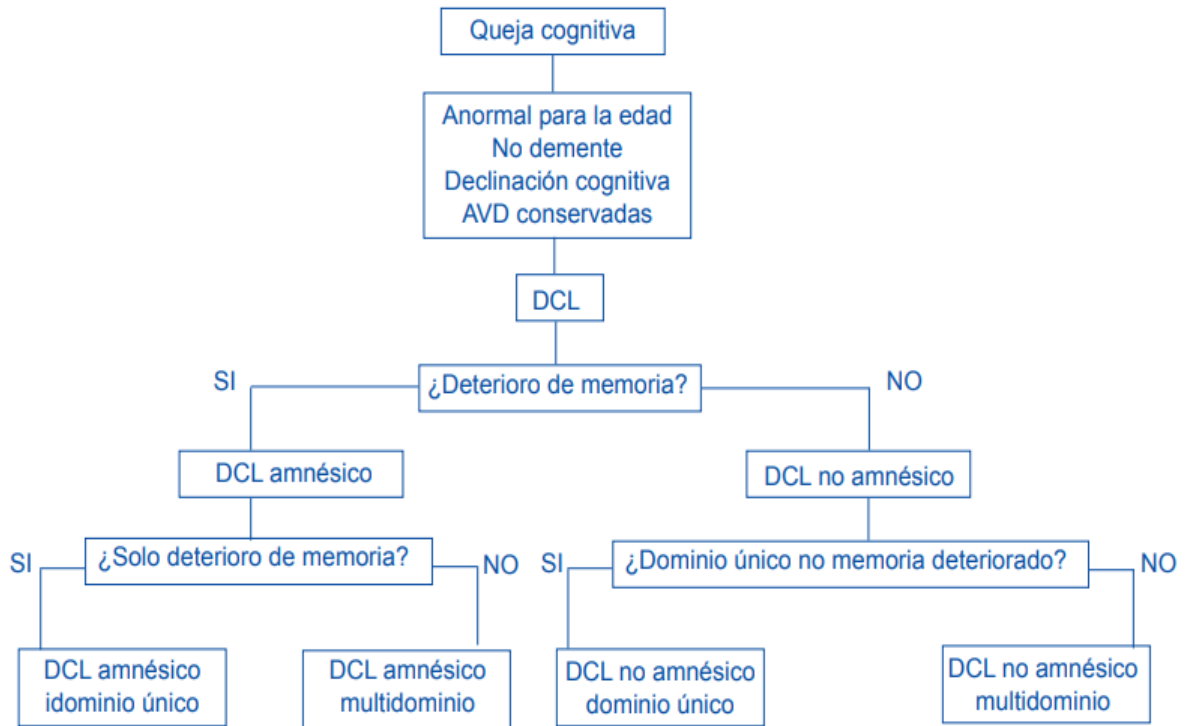 Queja cognitiva
Anormal para la edad
No demente
Declinación cognitiva
AVD conservadas
DCL
SI
¿Deterioro de memoria?
NO
DCL amnésico
DCL no amnésico
SI
¿Solo deterioro de memoria?
NO
SI
¿Dominio único no memoria deteriorado?
NO
DCL amnésico
idominio único
DCL amnésico
multidominio
DCL no amnésico
dominio único
DCL no amnésico
multidominio